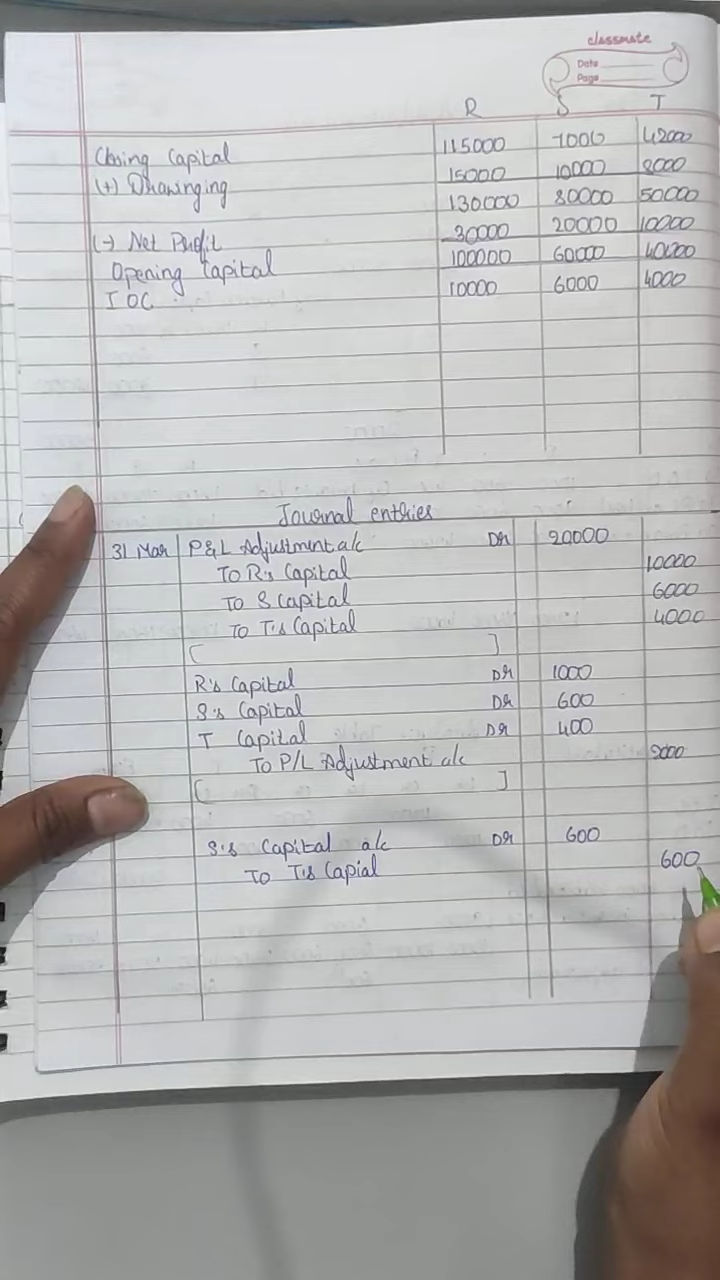 classmate
Date
Page
R S T
Closing Capital 115000 7000 42000
(+) Drawinging 15000 10000 8000
130000 80000 50000
(-) Net Profit 30000 20000 10000
Opening Capital 100000 60000 40000
IOC 10000 6000 4000
Journal entries
31 Mar P&L Adjustment a/c Dr 20000
To R's Capital 10000
To S Capital 6000
To T's Capital 4000
[ ]
R's Capital Dr 1000
S's Capital Dr 600
T Capital Dr 400
To P/L Adjustment a/c 2000
[ ]
S's Capital a/c Dr 600
To T's Capial 600